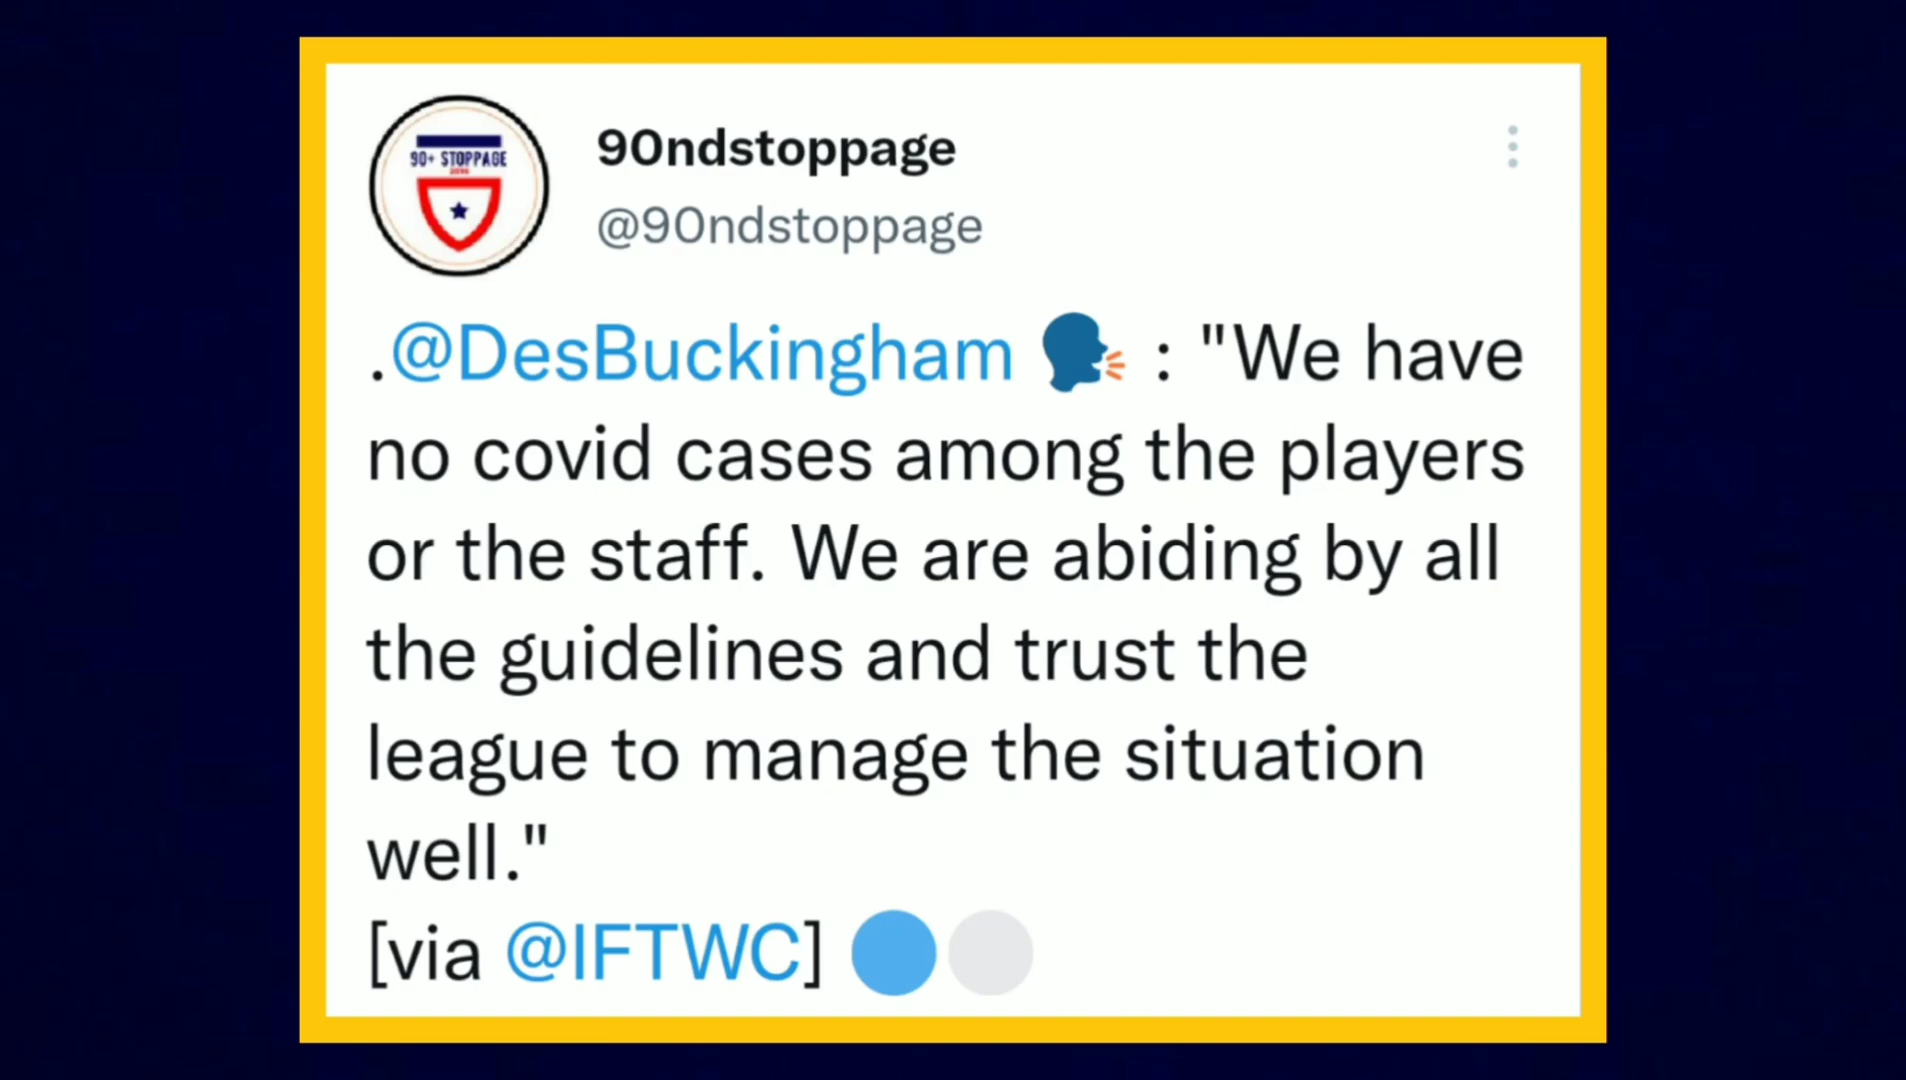 90+ STOPPAGE
90ndstoppage
@90ndstoppage
.@DesBuckingham 🗣 : "We have
no covid cases among the players
or the staff. We are abiding by all
the guidelines and trust the
league to manage the situation
well."
[via @IFTWC] 🔵⚪